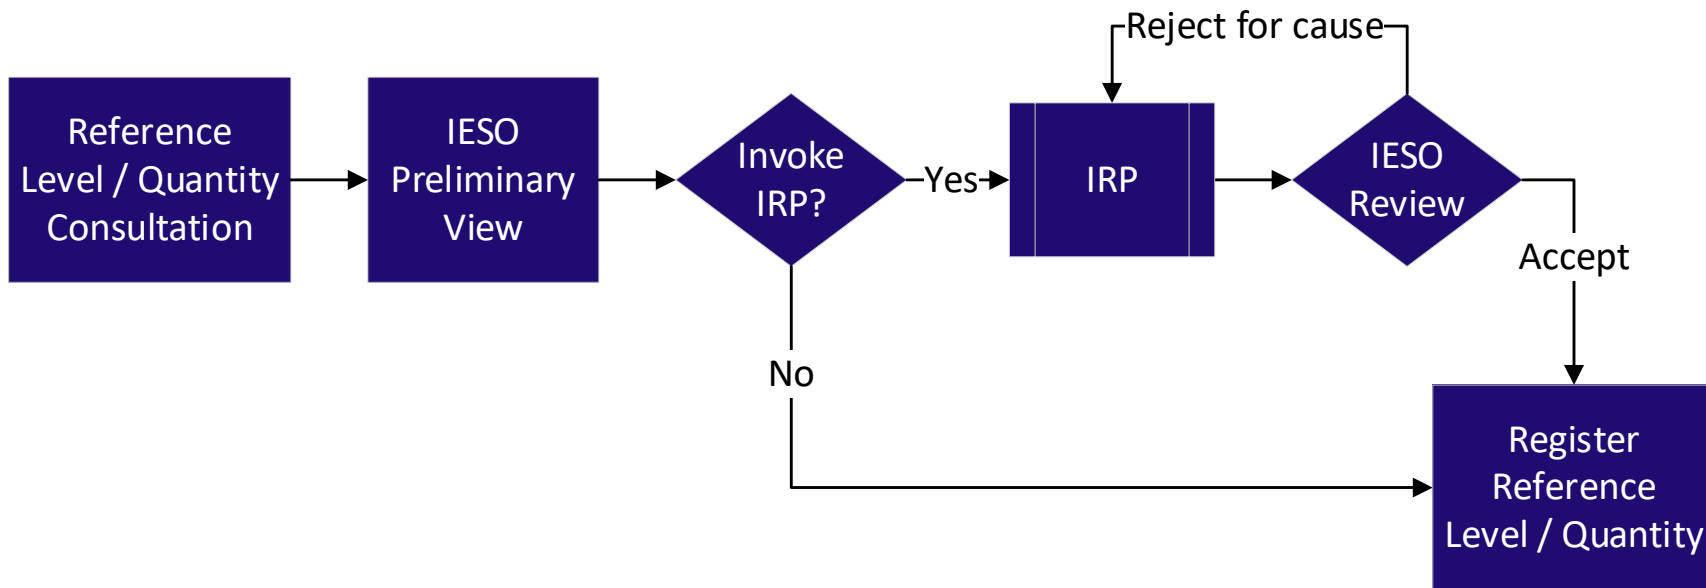 Reject for cause
Reference
Level / Quantity
Consultation
IESO
Preliminary
View
Invoke
IRP?
Yes
IRP
IESO
Review
Accept
No
Register
Reference
Level / Quantity